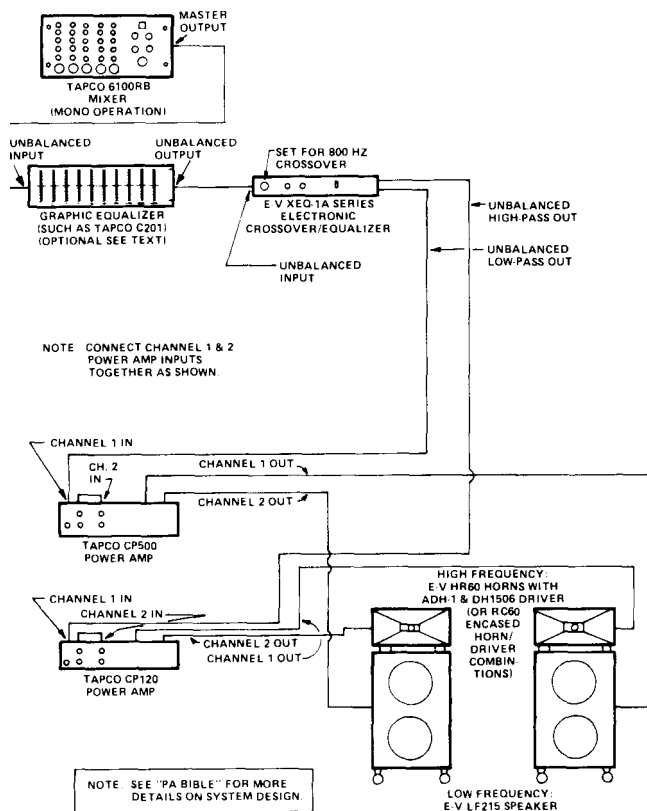 MASTER
OUTPUT
TAPCO 6100RB
MIXER
(MONO OPERATION)
UNBALANCED
INPUT
UNBALANCED
OUTPUT
SET FOR 800 HZ
CROSSOVER
GRAPHIC EQUALIZER
(SUCH AS TAPCO C201)
(OPTIONAL SEE TEXT)
E-V XEQ-1A SERIES
ELECTRONIC
CROSSOVER/EQUALIZER
UNBALANCED
INPUT
UNBALANCED
HIGH-PASS OUT
UNBALANCED
LOW-PASS OUT
NOTE CONNECT CHANNEL 1 & 2
POWER AMP INPUTS
TOGETHER AS SHOWN.
CHANNEL 1 IN
CH. 2
IN
CHANNEL 1 OUT
CHANNEL 2 OUT
TAPCO CP500
POWER AMP
CHANNEL 1 IN
CHANNEL 2 IN
CHANNEL 2 OUT
CHANNEL 1 OUT
TAPCO CP120
POWER AMP
HIGH FREQUENCY:
E-V HR60 HORNS WITH
ADH-1 & DH1506 DRIVER
(OR RC60
ENCASED
HORN/
DRIVER
COMBIN-
TIONS)
NOTE: SEE "PA BIBLE" FOR MORE
DETAILS ON SYSTEM DESIGN.
LOW FREQUENCY:
E-V LF215 SPEAKER